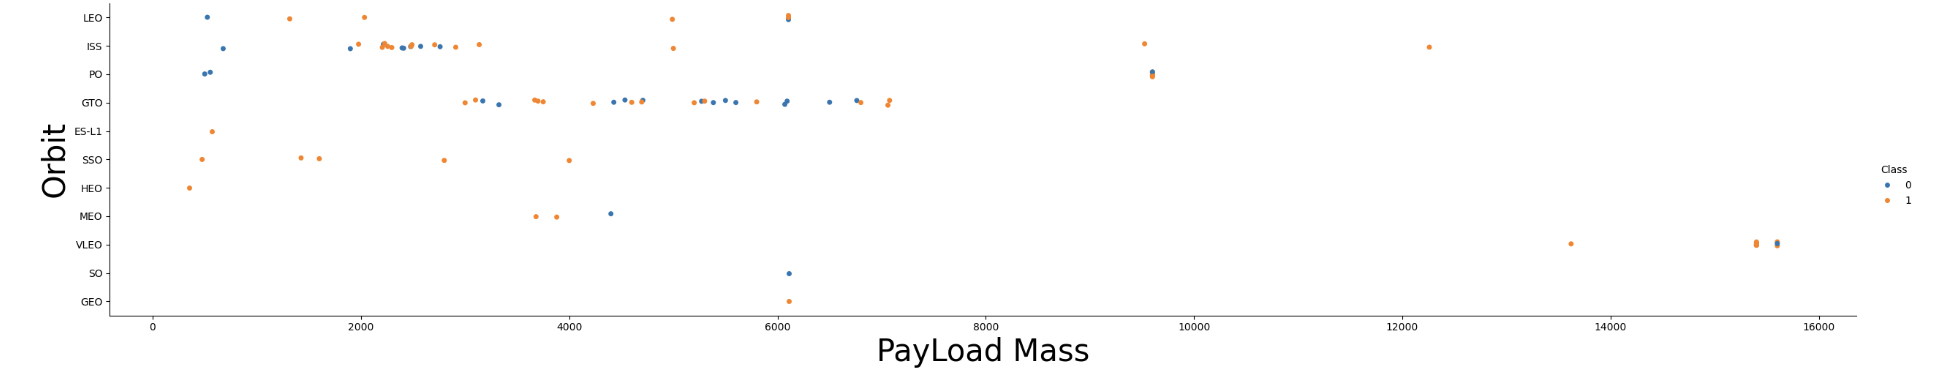 LEO
ISS
PO
GTO
ES-L1
SSO
HEO
MEO
VLEO
SO
GEO
Orbit
0 2000 4000 6000 8000 10000 12000 14000 16000
PayLoad Mass
Class
0
1